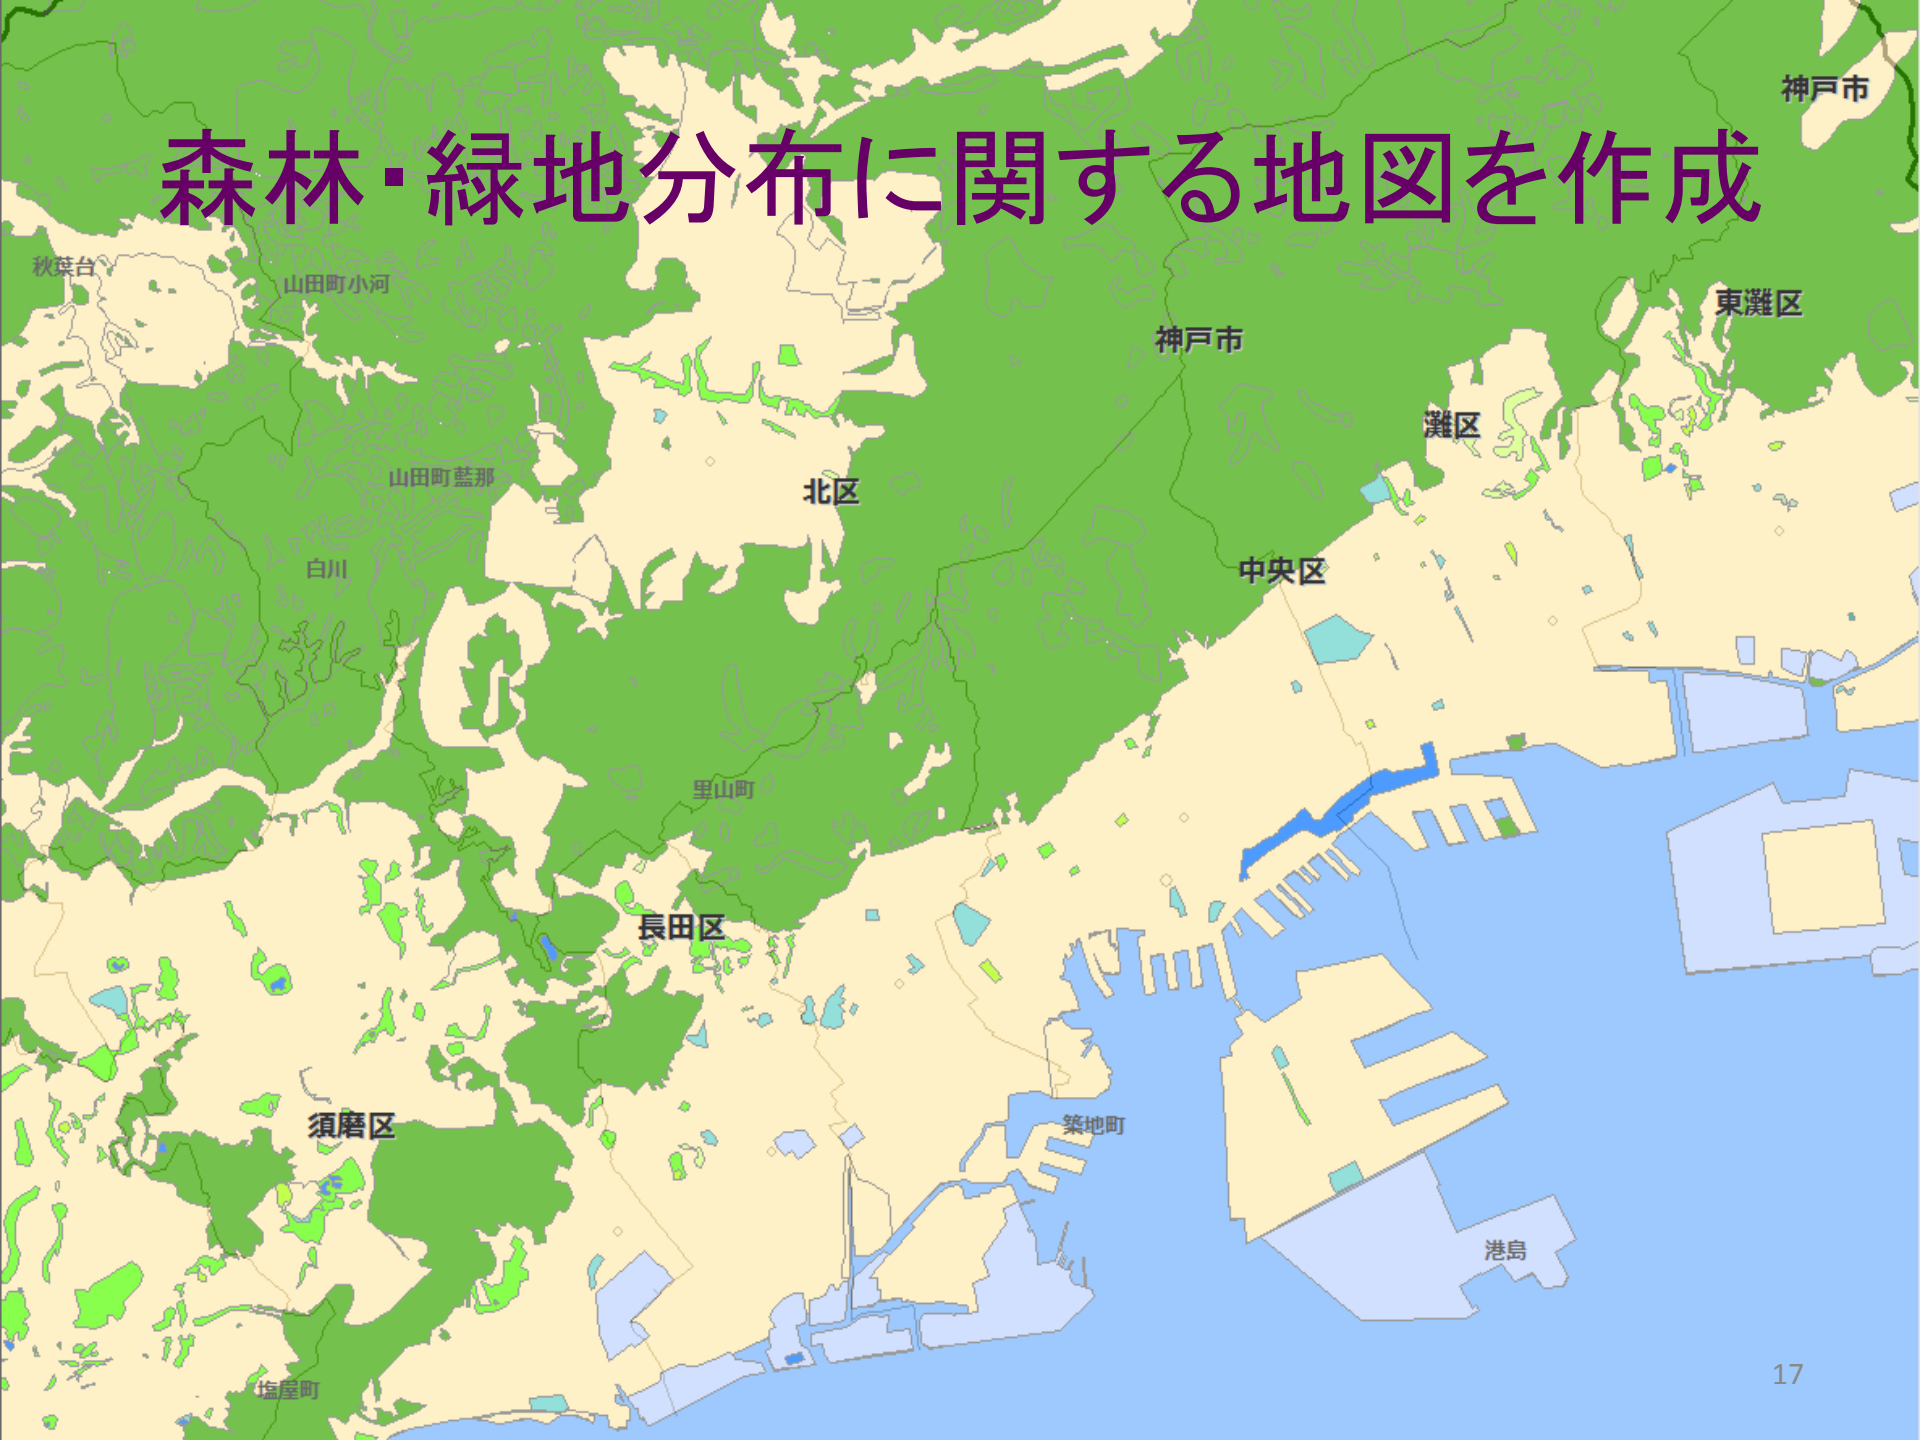 神戸市
森林・緑地分布に関する地図を作成
秋葉台
山田町小河
東灘区
神戸市
灘区
山田町藍那
北区
白川
中央区
里山町
長田区
須磨区
築地町
港島
塩屋町
17